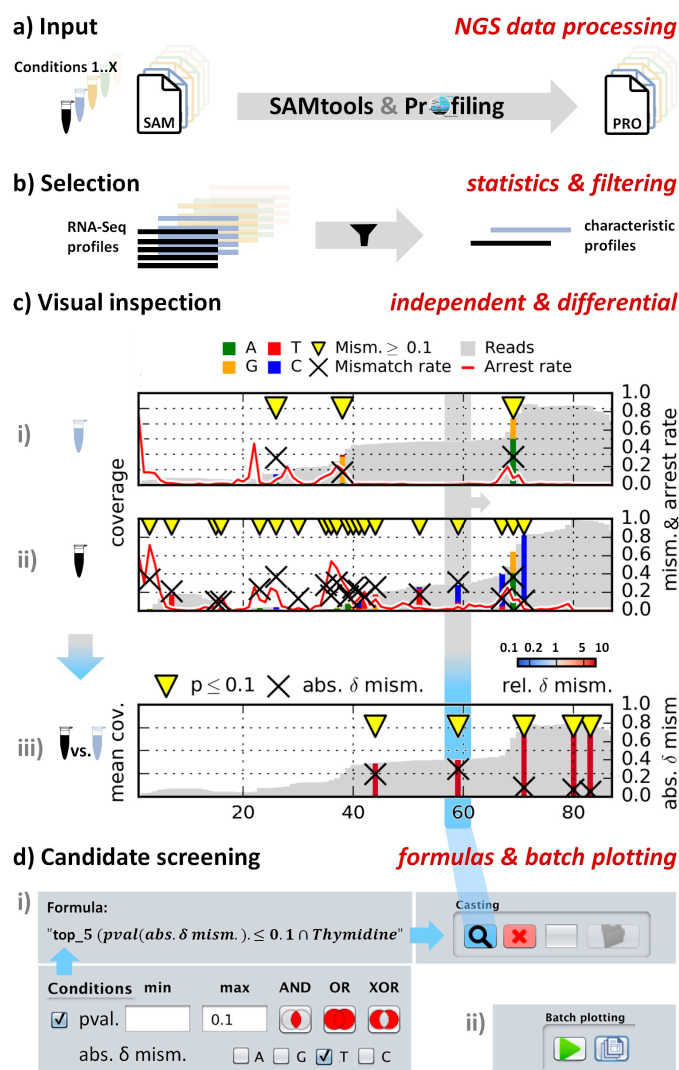 a) Input NGS data processing
Conditions 1..X
SAM
SAMtools & Profiling
PRO
b) Selection statistics & filtering
RNA-Seq
profiles
characteristic
profiles
c) Visual inspection independent & differential
A T Mism. ≥ 0.1 Reads
G C Mismatch rate Arrest rate
i)
ii)
coverage
1.0
0.8
0.6
0.4
0.2
0.0
1.0
0.8
0.6
0.4
0.2
0.0
mism. & arrest rate
0.1 0.2 1 5 10
p ≤ 0.1 abs. δ mism. rel. δ mism.
iii)
vs.
mean cov.
1.0
0.8
0.6
0.4
0.2
0.0
abs. δ mism
20 40 60 80
d) Candidate screening formulas & batch plotting
i)
Formula:
"top_5 (pval(abs. δ mism. ). ≤ 0.1 ∩ Thymidine"
Casting
Conditions min max AND OR XOR
pval. 0.1
abs. δ mism. A G T C
ii)
Batch plotting